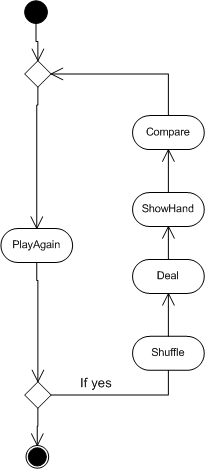 Compare
ShowHand
PlayAgain
Deal
Shuffle
If yes